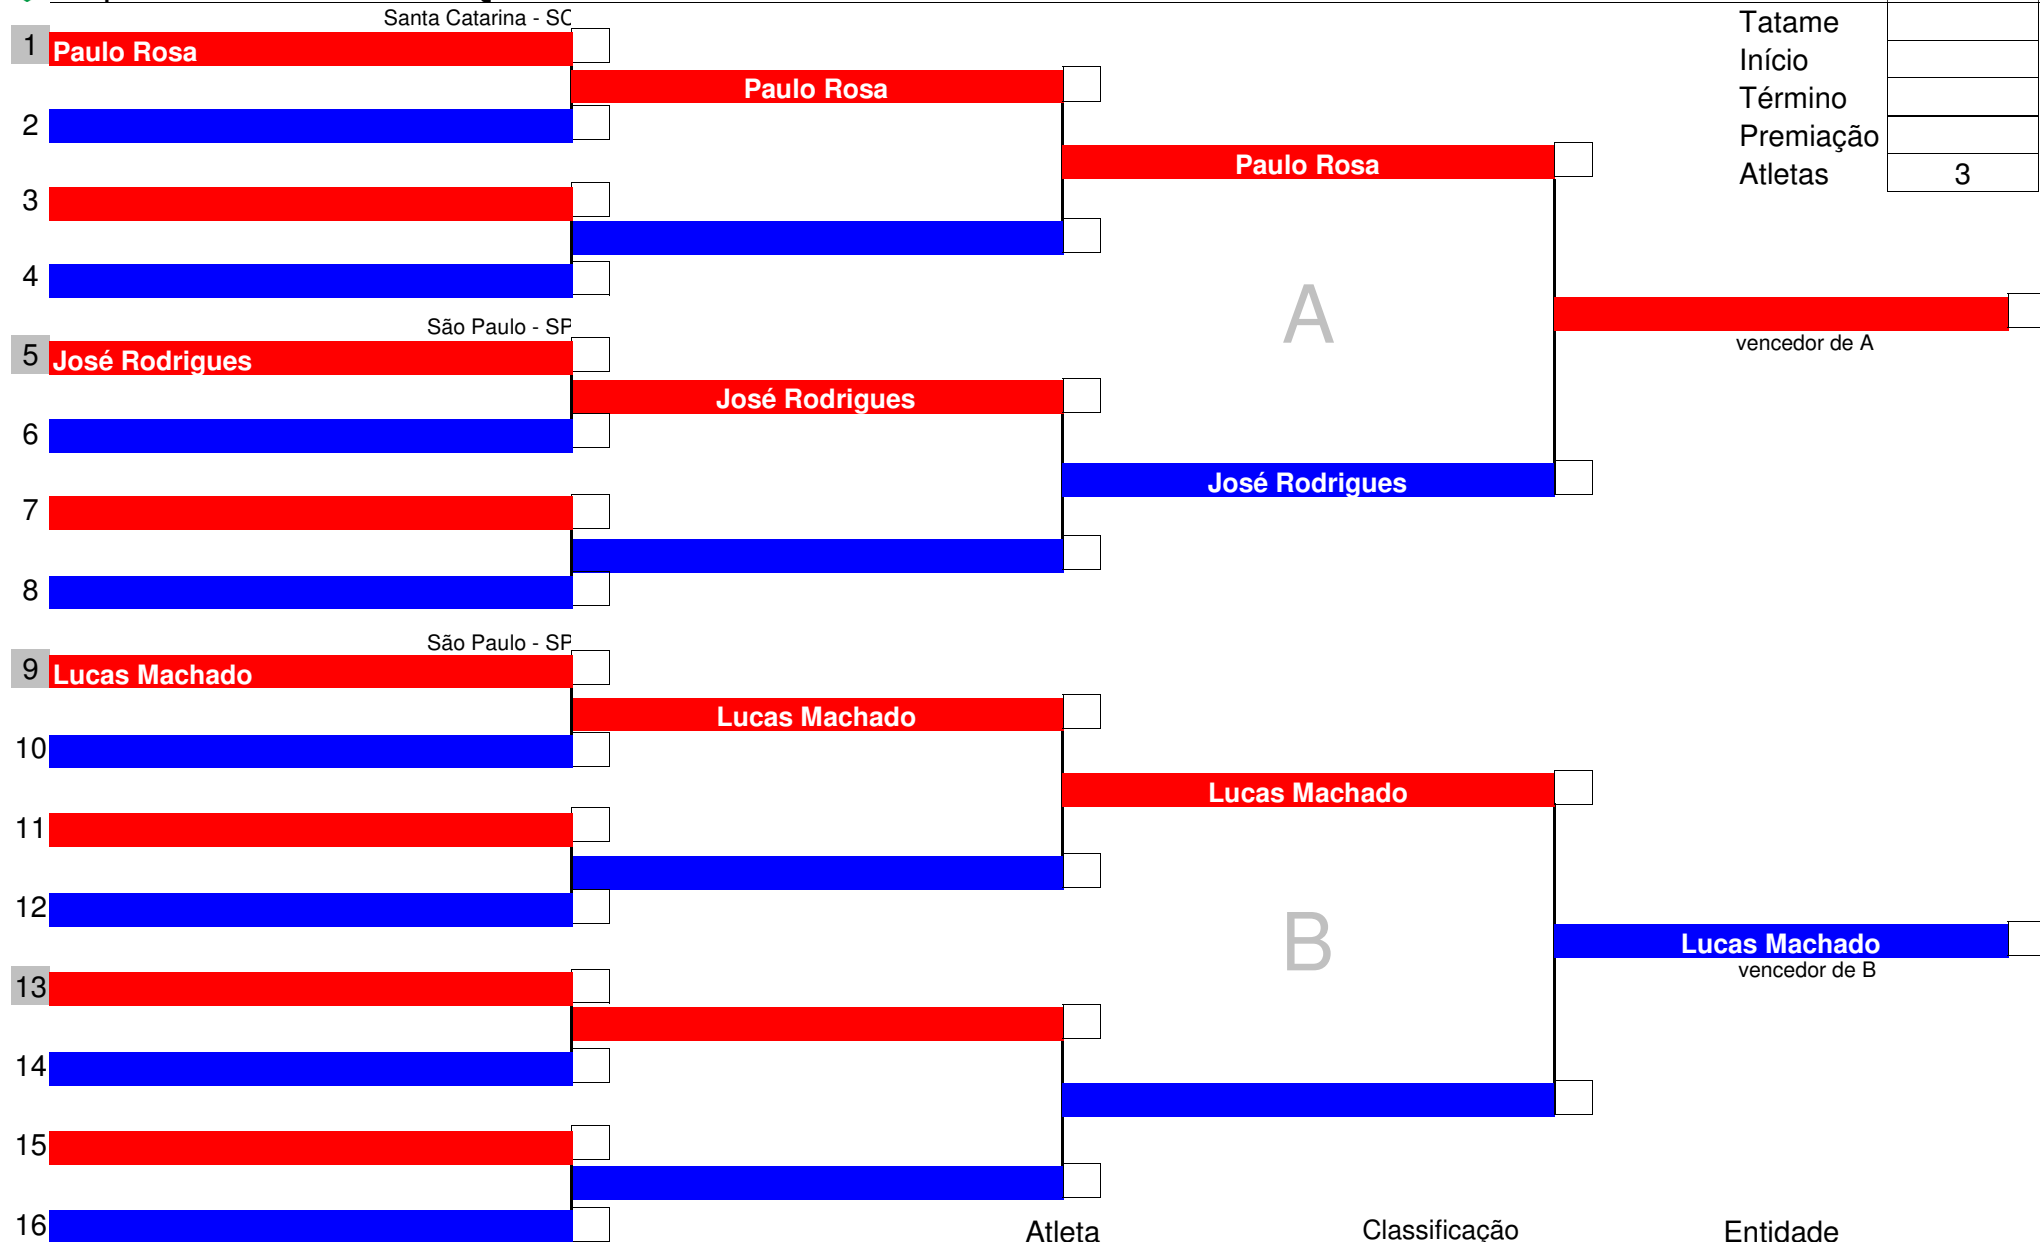 Santa Catarina - SC
Tatame
1 Paulo Rosa
Início
Paulo Rosa
Término
2
Premiação
Paulo Rosa
Atletas 3
3
4
A
São Paulo - SP
vencedor de A
5 José Rodrigues
José Rodrigues
6
José Rodrigues
7
8
São Paulo - SP
9 Lucas Machado
Lucas Machado
10
Lucas Machado
11
12
B
Lucas Machado
vencedor de B
13
14
15
16
Atleta Classificação Entidade